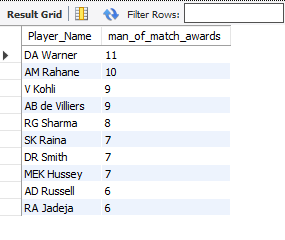 Result Grid Filter Rows:
Player_Name man_of_match_awards
DA Warner 11
AM Rahane 10
V Kohli 9
AB de Villiers 9
RG Sharma 8
SK Raina 7
DR Smith 7
MEK Hussey 7
AD Russell 6
RA Jadeja 6